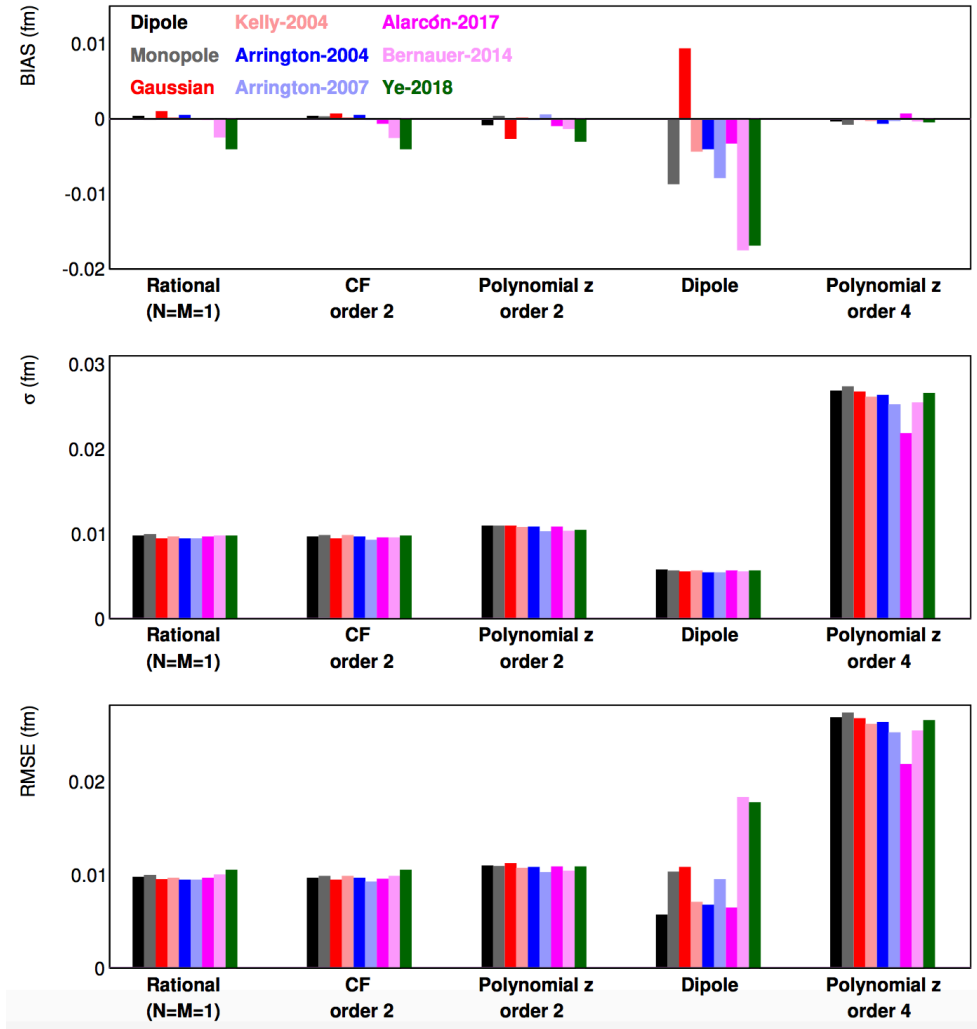 BIAS (fm)
Dipole Kelly-2004 Alarcón-2017
Monopole Arrington-2004 Bernauer-2014
Gaussian Arrington-2007 Ye-2018
0.01
0
-0.01
-0.02
Rational CF Polynomial z Dipole Polynomial z
(N=M=1) order 2 order 2 order 4
σ (fm)
0.03
0.02
0.01
0
Rational CF Polynomial z Dipole Polynomial z
(N=M=1) order 2 order 2 order 4
RMSE (fm)
0.02
0.01
0
Rational CF Polynomial z Dipole Polynomial z
(N=M=1) order 2 order 2 order 4